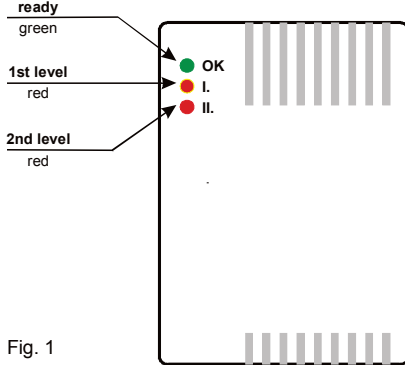 ready
green
OK
1st level
I.
red
II.
2nd level
red
Fig. 1